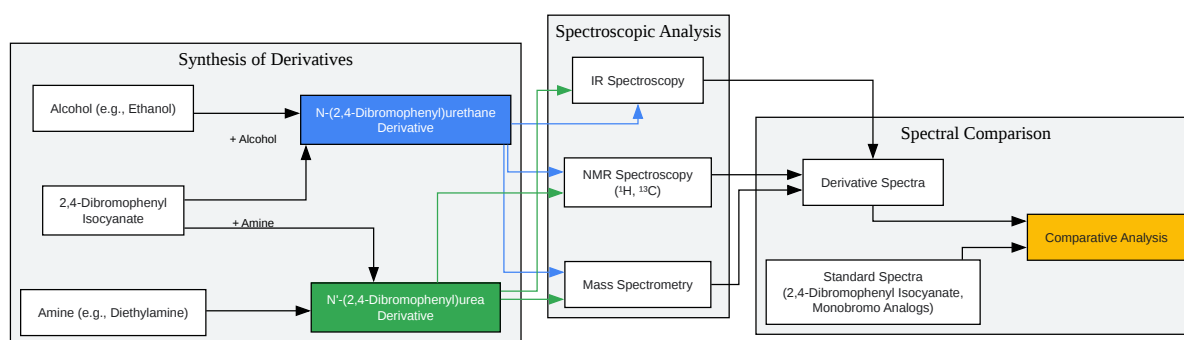 Synthesis of Derivatives
Alcohol (e.g., Ethanol)
+ Alcohol
N-(2,4-Dibromophenyl)urethane
Derivative
2,4-Dibromophenyl
Isocyanate
+ Amine
Amine (e.g., Diethylamine)
N'-(2,4-Dibromophenyl)urea
Derivative
Spectroscopic Analysis
IR Spectroscopy
NMR Spectroscopy
(¹H, ¹³C)
Mass Spectrometry
Spectral Comparison
Derivative Spectra
Comparative Analysis
Standard Spectra
(2,4-Dibromophenyl Isocyanate,
Monobromo Analogs)